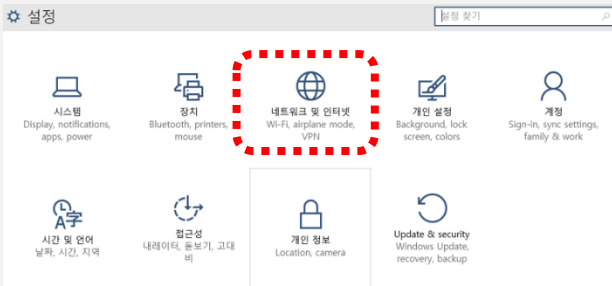 설정
설정 찾기
시스템
Display, notifications,
apps, power
장치
Bluetooth, printers,
mouse
네트워크 및 인터넷
Wi-Fi, airplane mode,
VPN
개인 설정
Background, lock
screen, colors
계정
Sign-in, sync settings,
family & work
시간 및 언어
날짜, 시간, 지역
접근성
내레이터, 돋보기, 고대
비
개인 정보
Location, camera
Update & security
Windows Update,
recovery, backup